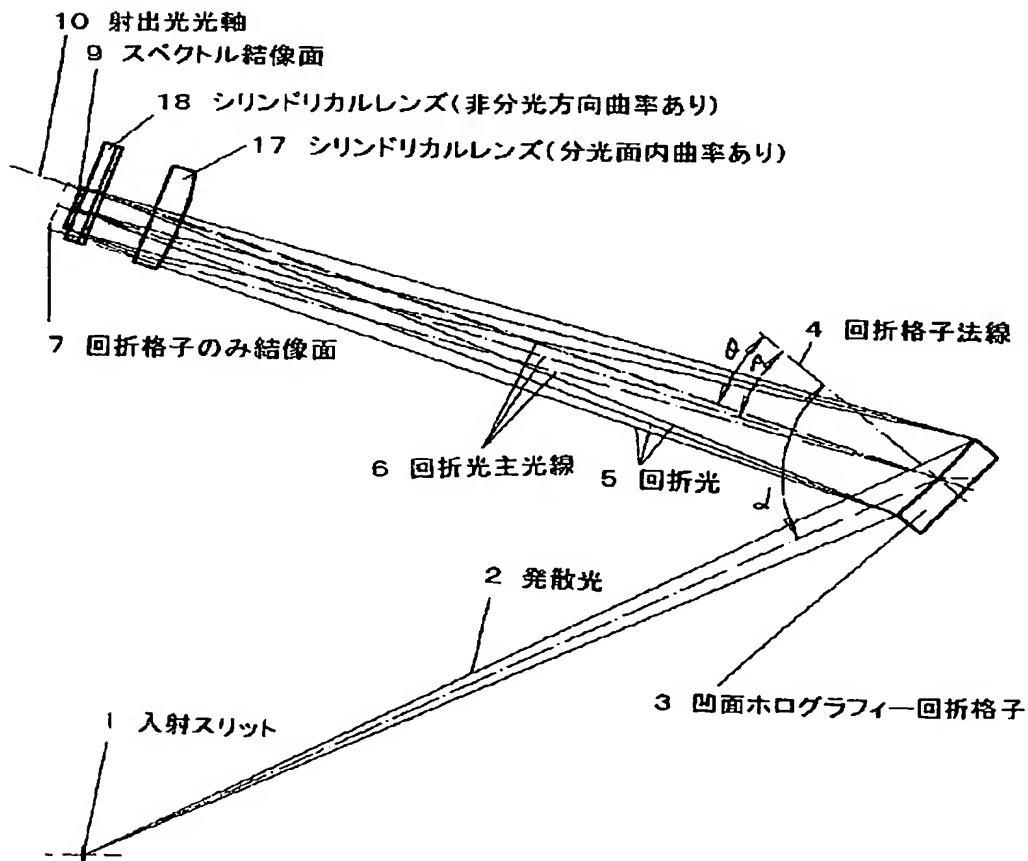 10 射出光光軸
9 スペクトル結像面
18 シリンドリカルレンズ(非分光方向曲率あり)
17 シリンドリカルレンズ(分光面内曲率あり)
4 回折格子法線
θ
7 回折格子のみ結像面
6 回折光主光線
5 回折光
2 発散光
3 凹面ホログラフィー回折格子
1 入射スリット